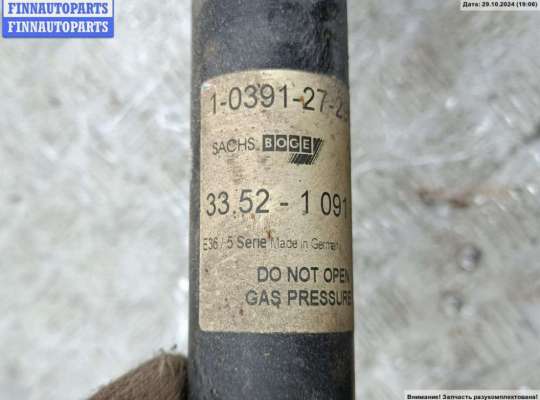 FINNAUTOPARTS
FINNAUTOPARTS
Дата: 29.10.2024 (19:06)
1-0391-27-2
SACHS BOGE
33.52 - 1 091
E36 / 5 Serie Made in Germany
DO NOT OPEN
GAS PRESSURE
Внимание! Запчасть разукомплектована!